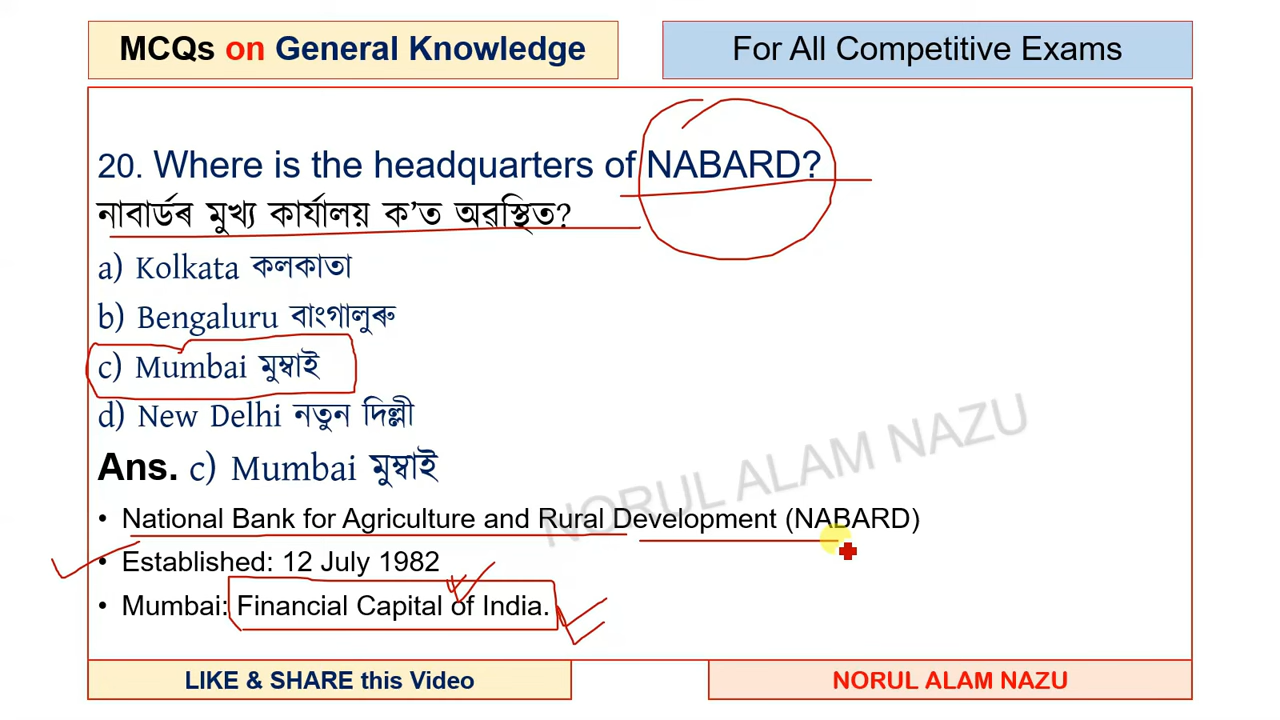 MCQs on General Knowledge
For All Competitive Exams
20. Where is the headquarters of NABARD?
নাবাৰ্ডৰ মুখ্য কাৰ্যালয় ক’ত অৱস্থিত?
a) Kolkata কলকাতা
b) Bengaluru বাংগালুৰু
c) Mumbai মুম্বাই
d) New Delhi নতুন দিল্লী
Ans. c) Mumbai মুম্বাই
• National Bank for Agriculture and Rural Development (NABARD)
• Established: 12 July 1982
• Mumbai: Financial Capital of India.
NORUL ALAM NAZU
LIKE & SHARE this Video
NORUL ALAM NAZU